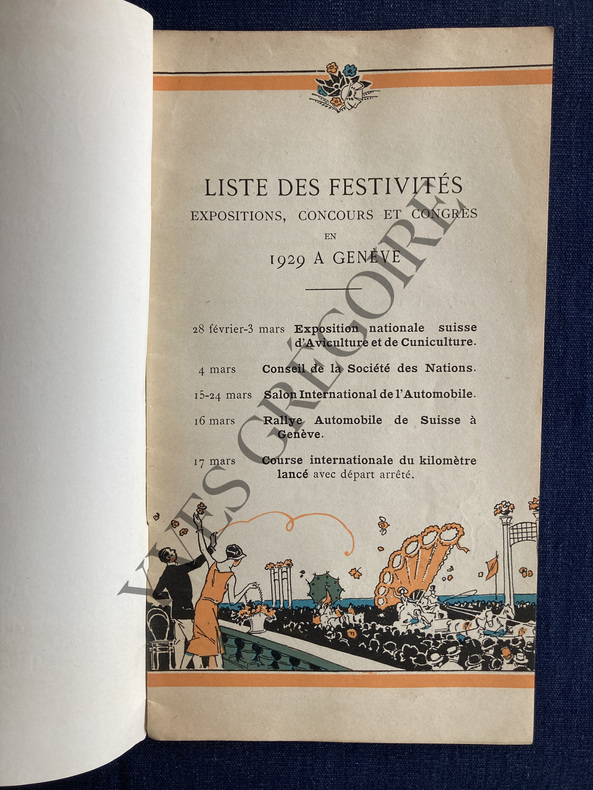 LISTE DES FESTIVITÉS
EXPOSITIONS, CONCOURS ET CONGRÈS
EN
1929 A GENÈVE
28 février-3 mars Exposition nationale suisse
d'Aviculture et de Cuniculture.
4 mars Conseil de la Société des Nations.
15-24 mars Salon International de l'Automobile.
16 mars Rallye Automobile de Suisse à
Genève.
17 mars Course internationale du kilomètre
lancé avec départ arrêté.
YVES GRÉGOIRE